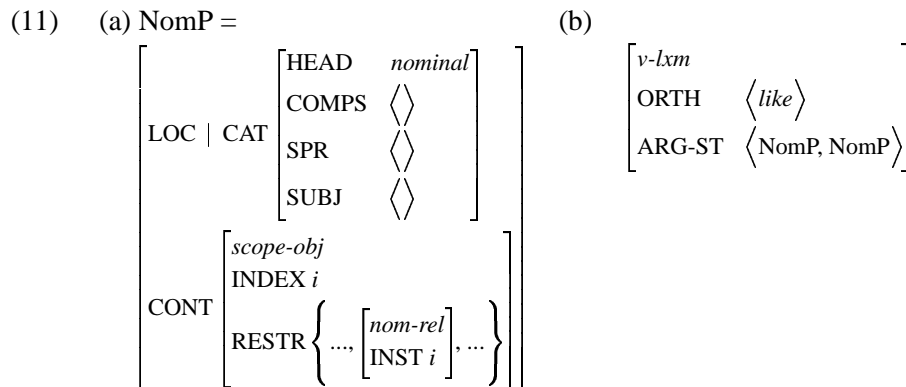 (11) (a) NomP = (b)
[LOC | CAT [HEAD nominal
COMPS ⟨⟩
SPR ⟨⟩
SUBJ ⟨⟩]
CONT [scope-obj
INDEX i
RESTR {..., [nom-rel
INST i], ...}]]
[v-lxm
ORTH ⟨like⟩
ARG-ST ⟨NomP, NomP⟩]